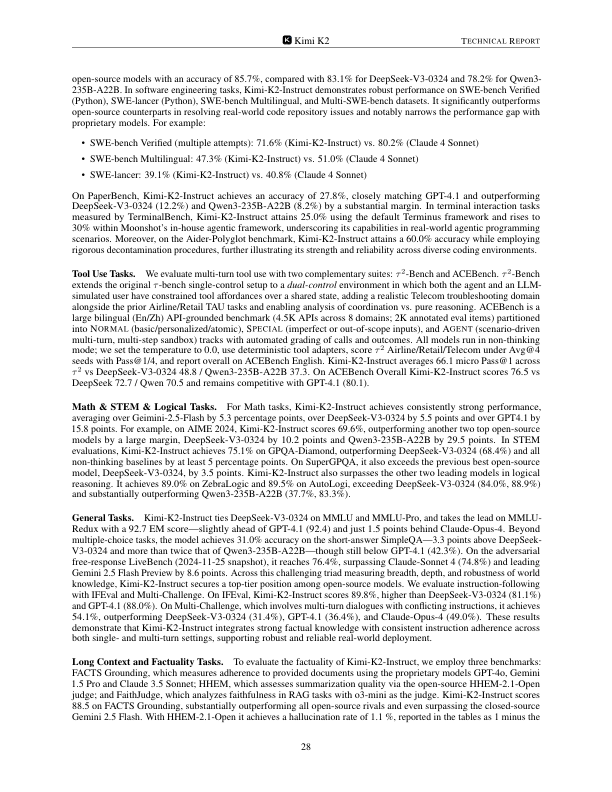 Kimi K2
TECHNICAL REPORT
open-source models with an accuracy of 85.7%, compared with 83.1% for DeepSeek-V3-0324 and 78.2% for Qwen3-
235B-A22B. In software engineering tasks, Kimi-K2-Instruct demonstrates robust performance on SWE-bench Verified
(Python), SWE-lancer (Python), SWE-bench Multilingual, and Multi-SWE-bench datasets. It significantly outperforms
open-source counterparts in resolving real-world code repository issues and notably narrows the performance gap with
proprietary models. For example:
• SWE-bench Verified (multiple attempts): 71.6% (Kimi-K2-Instruct) vs. 80.2% (Claude 4 Sonnet)
• SWE-bench Multilingual: 47.3% (Kimi-K2-Instruct) vs. 51.0% (Claude 4 Sonnet)
• SWE-lancer: 39.1% (Kimi-K2-Instruct) vs. 40.8% (Claude 4 Sonnet)
On PaperBench, Kimi-K2-Instruct achieves an accuracy of 27.8%, closely matching GPT-4.1 and outperforming
DeepSeek-V3-0324 (12.2%) and Qwen3-235B-A22B (8.2%) by a substantial margin. In terminal interaction tasks
measured by TerminalBench, Kimi-K2-Instruct attains 25.0% using the default Terminus framework and rises to
30% within Moonshot's in-house agentic framework, underscoring its capabilities in real-world agentic programming
scenarios. Moreover, on the Aider-Polyglot benchmark, Kimi-K2-Instruct attains a 60.0% accuracy while employing
rigorous decontamination procedures, further illustrating its strength and reliability across diverse coding environments.
Tool Use Tasks. We evaluate multi-turn tool use with two complementary suites: τ²-Bench and ACEBench. τ²-Bench
extends the original τ-bench single-control setup to a dual-control environment in which both the agent and an LLM-
simulated user have constrained tool affordances over a shared state, adding a realistic Telecom troubleshooting domain
alongside the prior Airline/Retail TAU tasks and enabling analysis of coordination vs. pure reasoning. ACEBench is a
large bilingual (En/Zh) API-grounded benchmark (4.5K APIs across 8 domains; 2K annotated eval items) partitioned
into NORMAL (basic/personalized/atomic), SPECIAL (imperfect or out-of-scope inputs), and AGENT (scenario-driven
multi-turn, multi-step sandbox) tracks with automated grading of calls and outcomes. All models run in non-thinking
mode; we set the temperature to 0.0, use deterministic tool adapters, score τ² Airline/Retail/Telecom under Avg@4
seeds with Pass@1/4, and report overall on ACEBench English. Kimi-K2-Instruct averages 66.1 micro Pass@1 across
τ² vs DeepSeek-V3-0324 48.8 / Qwen3-235B-A22B 37.3. On ACEBench Overall Kimi-K2-Instruct scores 76.5 vs
DeepSeek 72.7 / Qwen 70.5 and remains competitive with GPT-4.1 (80.1).
Math & STEM & Logical Tasks. For Math tasks, Kimi-K2-Instruct achieves consistently strong performance,
averaging over Geimini-2.5-Flash by 5.3 percentage points, over DeepSeek-V3-0324 by 5.5 points and over GPT4.1 by
15.8 points. For example, on AIME 2024, Kimi-K2-Instruct scores 69.6%, outperforming another two top open-source
models by a large margin, DeepSeek-V3-0324 by 10.2 points and Qwen3-235B-A22B by 29.5 points. In STEM
evaluations, Kimi-K2-Instruct achieves 75.1% on GPQA-Diamond, outperforming DeepSeek-V3-0324 (68.4%) and all
non-thinking baselines by at least 5 percentage points. On SuperGPQA, it also exceeds the previous best open-source
model, DeepSeek-V3-0324, by 3.5 points. Kimi-K2-Instruct also surpasses the other two leading models in logical
reasoning. It achieves 89.0% on ZebraLogic and 89.5% on AutoLogi, exceeding DeepSeek-V3-0324 (84.0%, 88.9%)
and substantially outperforming Qwen3-235B-A22B (37.7%, 83.3%).
General Tasks. Kimi-K2-Instruct ties DeepSeek-V3-0324 on MMLU and MMLU-Pro, and takes the lead on MMLU-
Redux with a 92.7 EM score—slightly ahead of GPT-4.1 (92.4) and just 1.5 points behind Claude-Opus-4. Beyond
multiple-choice tasks, the model achieves 31.0% accuracy on the short-answer SimpleQA—3.3 points above DeepSeek-
V3-0324 and more than twice that of Qwen3-235B-A22B—though still below GPT-4.1 (42.3%). On the adversarial
free-response LiveBench (2024-11-25 snapshot), it reaches 76.4%, surpassing Claude-Sonnet 4 (74.8%) and leading
Gemini 2.5 Flash Preview by 8.6 points. Across this challenging triad measuring breadth, depth, and robustness of world
knowledge, Kimi-K2-Instruct secures a top-tier position among open-source models. We evaluate instruction-following
with IFEval and Multi-Challenge. On IFEval, Kimi-K2-Instruct scores 89.8%, higher than DeepSeek-V3-0324 (81.1%)
and GPT-4.1 (88.0%). On Multi-Challenge, which involves multi-turn dialogues with conflicting instructions, it achieves
54.1%, outperforming DeepSeek-V3-0324 (31.4%), GPT-4.1 (36.4%), and Claude-Opus-4 (49.0%). These results
demonstrate that Kimi-K2-Instruct integrates strong factual knowledge with consistent instruction adherence across
both single- and multi-turn settings, supporting robust and reliable real-world deployment.
Long Context and Factuality Tasks. To evaluate the factuality of Kimi-K2-Instruct, we employ three benchmarks:
FACTS Grounding, which measures adherence to provided documents using the proprietary models GPT-4o, Gemini
1.5 Pro and Claude 3.5 Sonnet; HHEM, which assesses summarization quality via the open-source HHEM-2.1-Open
judge; and FaithJudge, which analyzes faithfulness in RAG tasks with o3-mini as the judge. Kimi-K2-Instruct scores
88.5 on FACTS Grounding, substantially outperforming all open-source rivals and even surpassing the closed-source
Gemini 2.5 Flash. With HHEM-2.1-Open it achieves a hallucination rate of 1.1 %, reported in the tables as 1 minus the
28